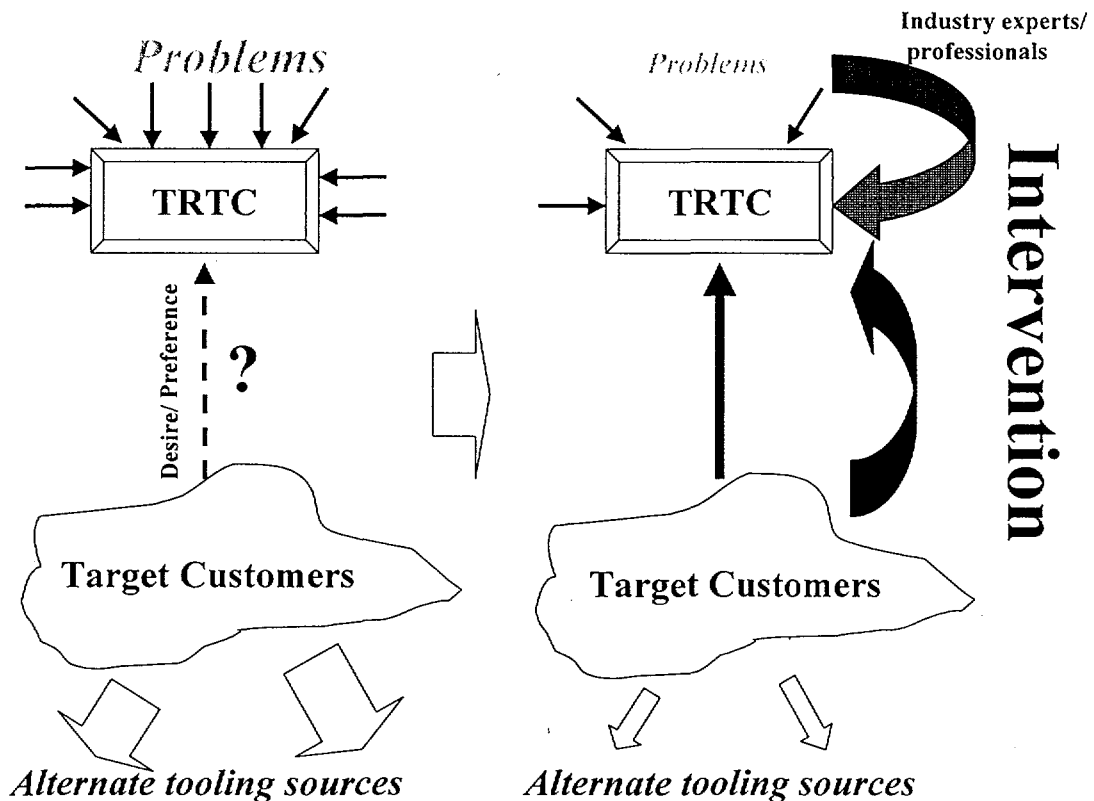 Problems
TRTC
Desire/ Preference
?
Target Customers
Alternate tooling sources
Industry experts/
professionals
Problems
TRTC
Intervention
Target Customers
Alternate tooling sources